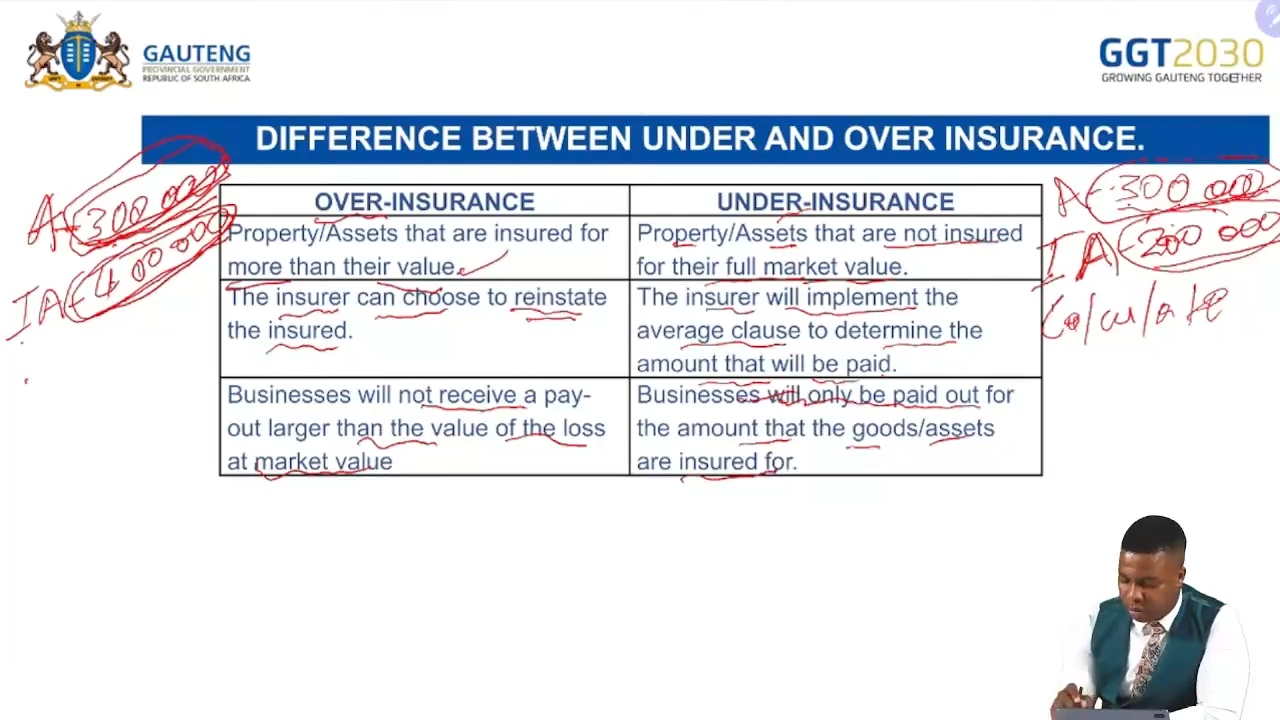 GAUTENG
PROVINCIAL GOVERNMENT
REPUBLIC OF SOUTH AFRICA
GGT2030
GROWING GAUTENG TOGETHER
DIFFERENCE BETWEEN UNDER AND OVER INSURANCE.
A-300 000
IA-400 000
OVER-INSURANCE
Property/Assets that are insured for
more than their value.
The insurer can choose to reinstate
the insured.
Businesses will not receive a pay-
out larger than the value of the loss
at market value
UNDER-INSURANCE
Property/Assets that are not insured
for their full market value.
The insurer will implement the
average clause to determine the
amount that will be paid.
Businesses will only be paid out for
the amount that the goods/assets
are insured for.
A-300 000
IA-200 000
Calculate